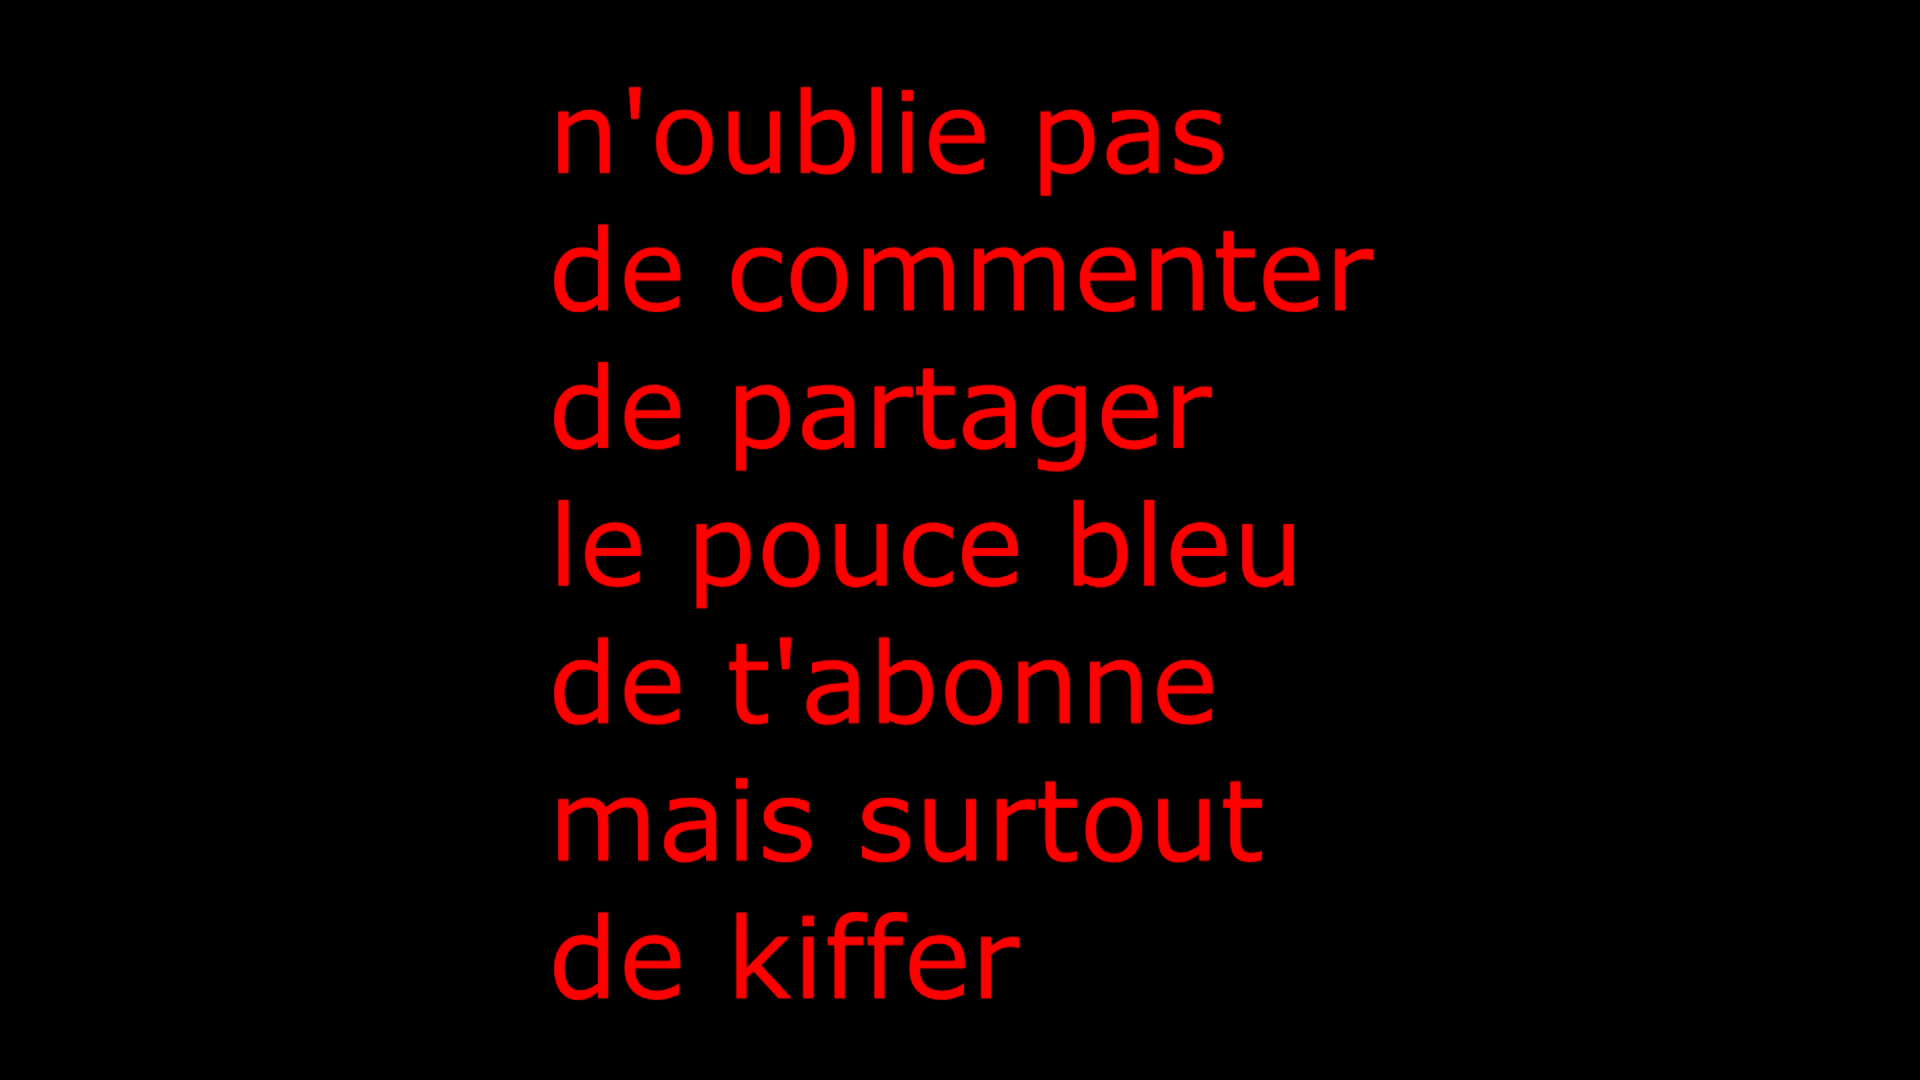 n'oublie pas
de commenter
de partager
le pouce bleu
de t'abonne
mais surtout
de kiffer